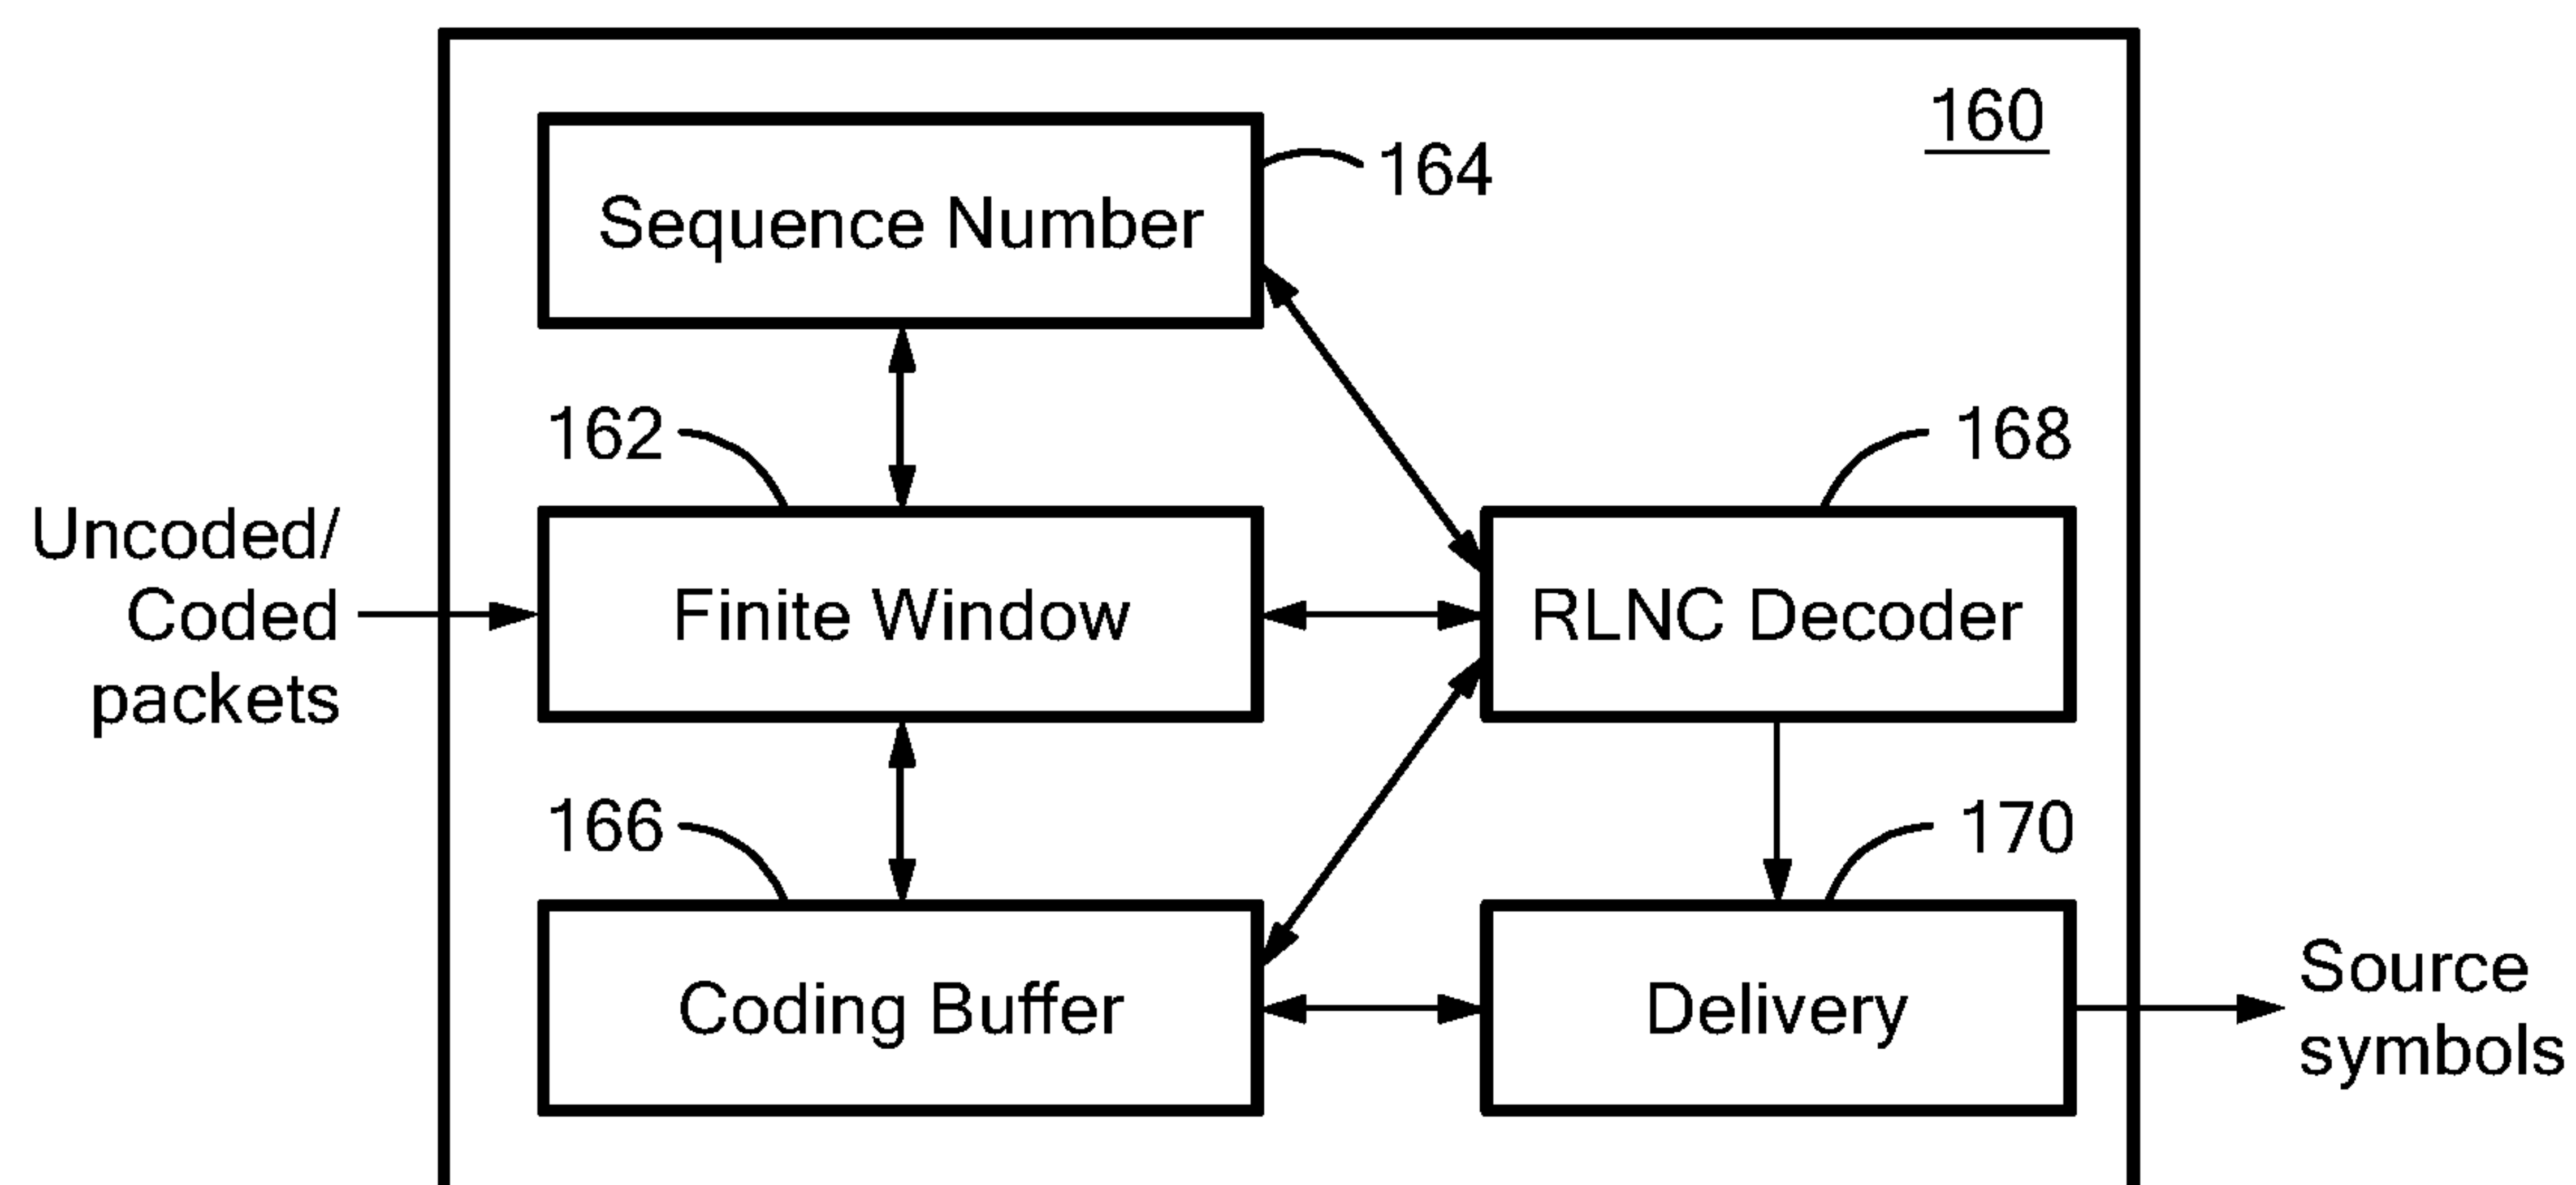 160
Sequence Number
164
162
168
Uncoded/
Coded
packets
Finite Window
RLNC Decoder
166
170
Coding Buffer
Delivery
Source
symbols